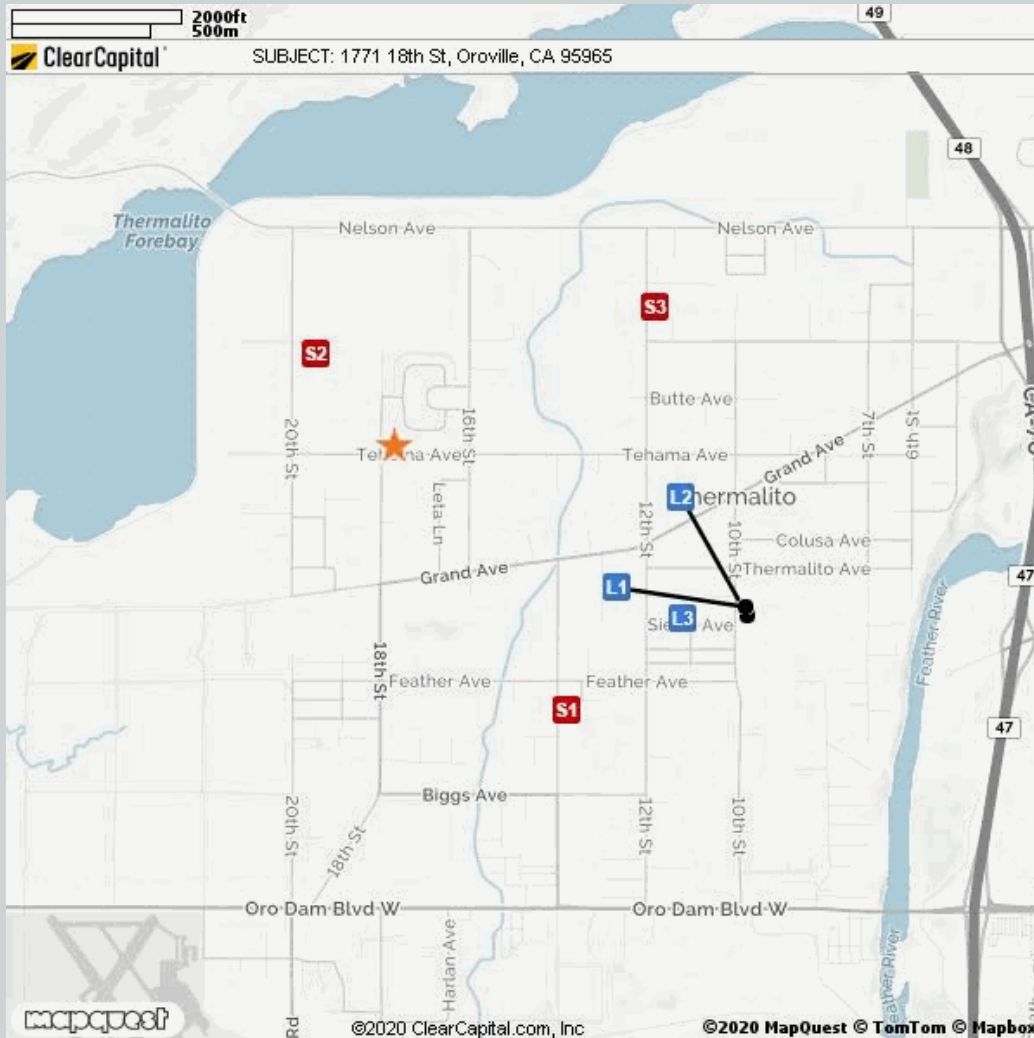 2000ft
500m
49
ClearCapital
SUBJECT: 1771 18th St, Oroville, CA 95965
48
Thermalito
Forebay
Nelson Ave
Nelson Ave
S3
S2
Butte Ave
20th St
16th St
7th St
6th St
Tehama Ave
Tehama Ave
Grand Ave
L2
Leta Ln
12th St
10th St
Colusa Ave
Grand Ave
Thermalito Ave
47
L1
L3
Feather River
18th St
Feather Ave
Feather Ave
S1
47
Biggs Ave
20th St
18th St
12th St
10th St
Oro Dam Blvd W
Oro Dam Blvd W
Harlan Ave
mapquest
©2020 ClearCapital.com, Inc
©2020 MapQuest © TomTom © Mapbox